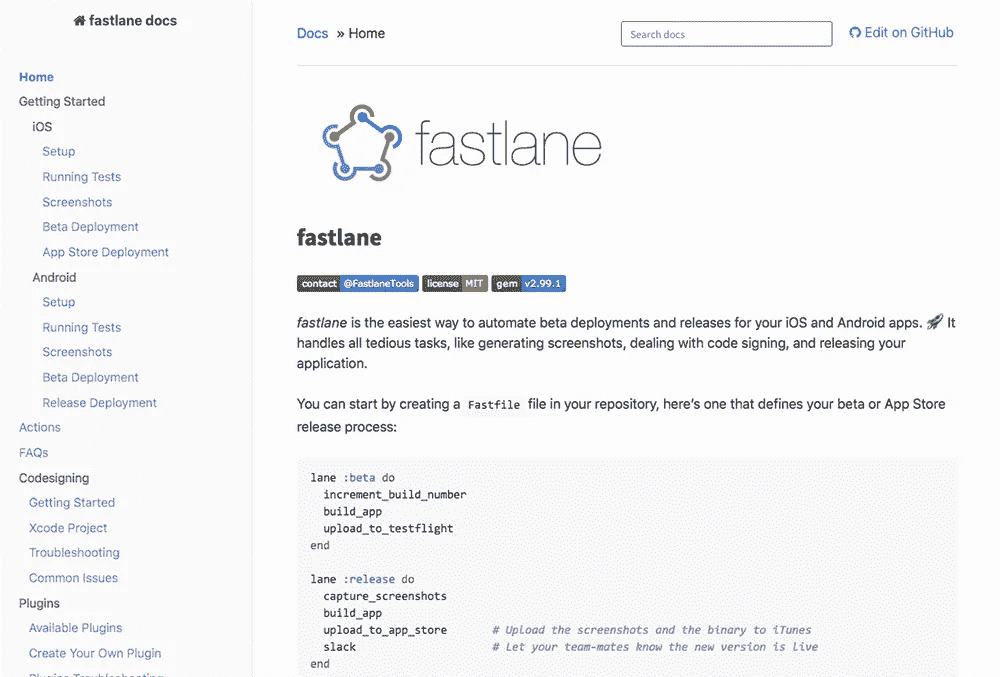 fastlane docs
Home
Getting Started
iOS
Setup
Running Tests
Screenshots
Beta Deployment
App Store Deployment
Android
Setup
Running Tests
Screenshots
Beta Deployment
Release Deployment
Actions
FAQs
Codesigning
Getting Started
Xcode Project
Troubleshooting
Common Issues
Plugins
Available Plugins
Create Your Own Plugin
Plugins Troubleshooting
Docs » Home
Search docs
Edit on GitHub
fastlane
fastlane
contact @FastlaneTools license MIT gem v2.99.1
fastlane is the easiest way to automate beta deployments and releases for your iOS and Android apps. 🚀 It
handles all tedious tasks, like generating screenshots, dealing with code signing, and releasing your
application.
You can start by creating a Fastfile file in your repository, here’s one that defines your beta or App Store
release process:
lane :beta do
  increment_build_number
  build_app
  upload_to_testflight
end
lane :release do
  capture_screenshots
  build_app
  upload_to_app_store # Upload the screenshots and the binary to iTunes
  slack # Let your team-mates know the new version is live
end